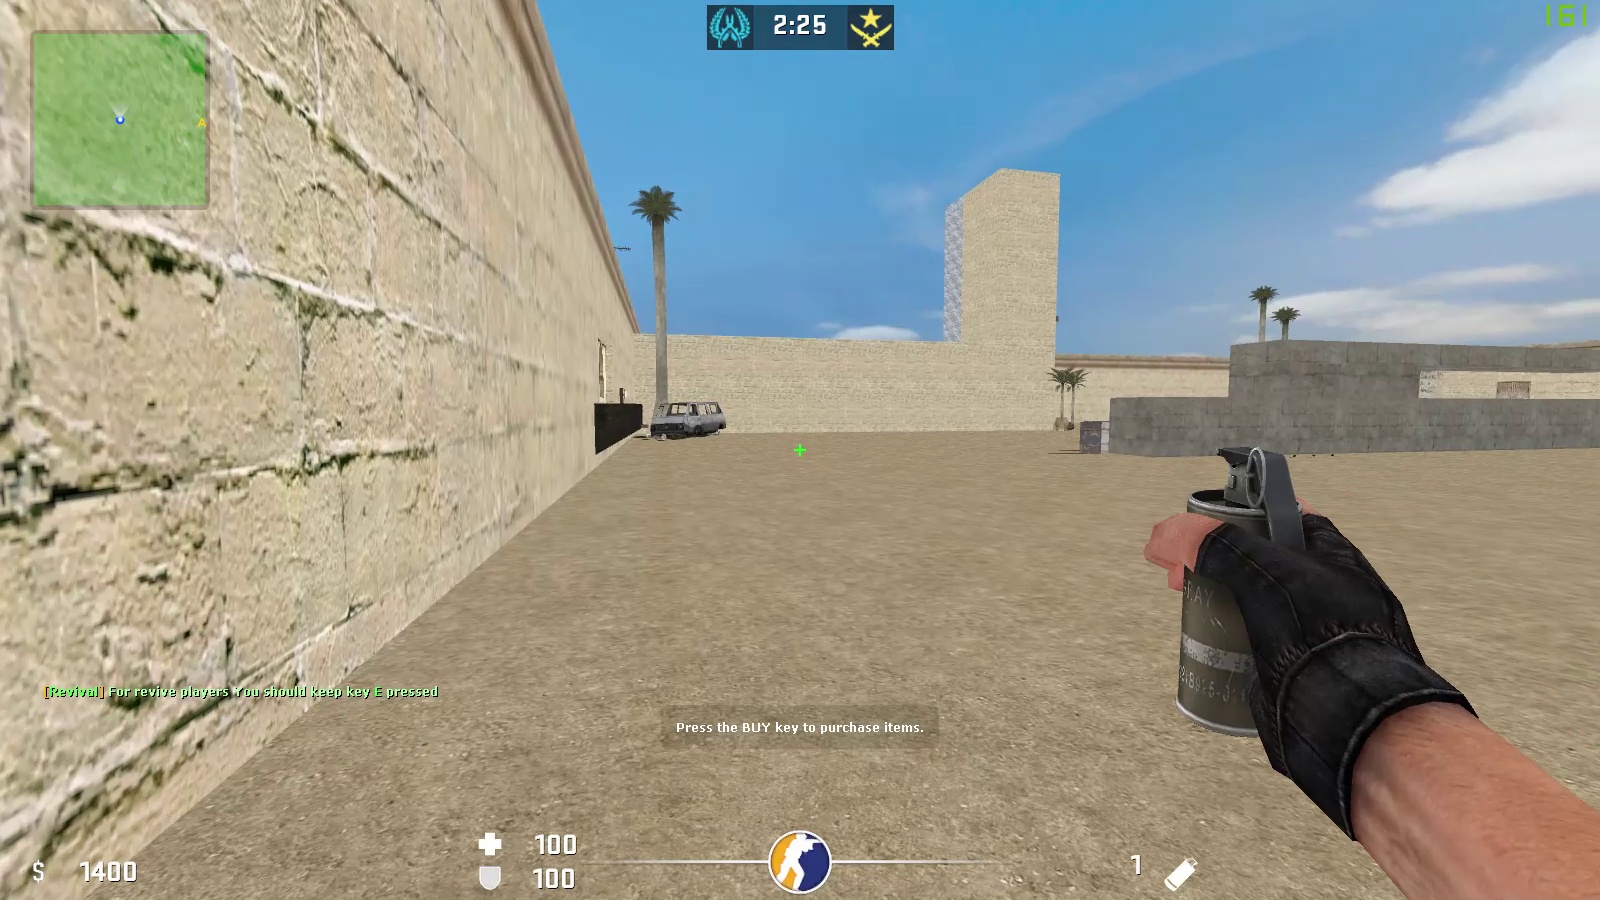 2:25
161
A
[Revival] For revive players You should keep key E pressed
Press the BUY key to purchase items.
100
100
$ 1400
1